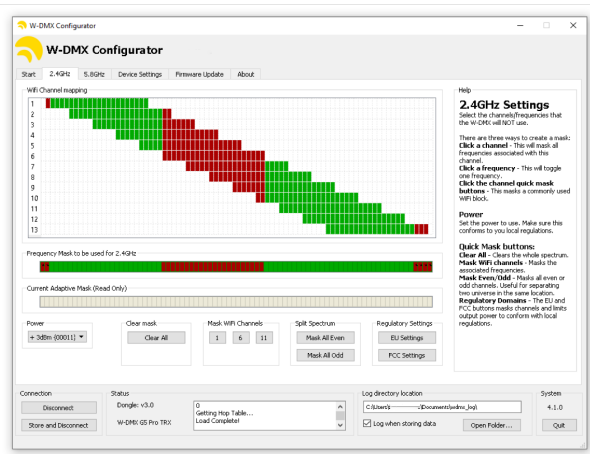 W-DMX Configurator
W-DMX Configurator
Start
2.4GHz
5.8GHz
Device Settings
Firmware Update
About
Wifi Channel mapping
1
2
3
4
5
6
7
8
9
10
11
12
13
Frequency Mask to be used for 2.4GHz
Current Adaptive Mask (Read Only)
Power
+ 3dBm (00011)
Clear mask
Clear All
Mask WiFi Channels
1
6
11
Split Spectrum
Mask All Even
Mask All Odd
Regulatory Settings
EU Settings
FCC Settings
Help
2.4GHz Settings
Select the channels/frequencies that
the W-DMX will NOT use.
There are three ways to create a mask:
Click a channel - This will mask all
frequencies associated with this
channel.
Click a frequency - This will toggle
one frequency.
Click the channel quick mask
buttons - This masks a commonly used
WiFi block.
Power
Set the power to use. Make sure this
conforms to you local regulations.
Quick Mask buttons:
Clear All - Clears the whole spectrum.
Mask WiFi channels - Masks the
associated frequencies.
Mask Even/Odd - Masks all even or
odd channels. Useful for separating
two universe in the same location.
Regulatory Domains - The EU and
FCC buttons masks channels and limits
output power to conform with local
regulations.
Connection
Disconnect
Store and Disconnect
Status
Dongle: v3.0
W-DMX G5 Pro TRX
0
Getting Hop Table...
Load Complete!
Log directory location
C:\Users\ \Documents\wdmx_log\
Log when storing data
Open Folder...
System
4.1.0
Quit